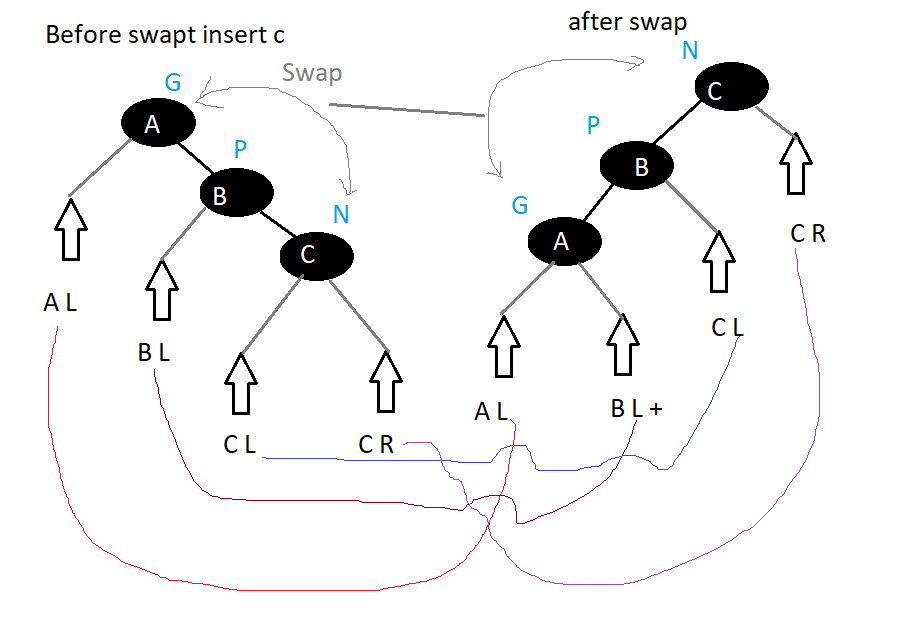 Before swapt insert c
after swap
Swap
G
A
P
B
N
C
A L
B L
C L
C R
N
C
P
B
G
A
C R
C L
A L
B L +